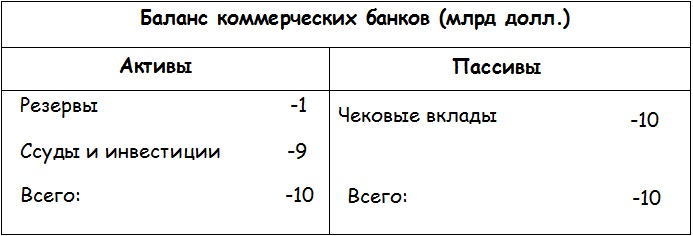 Баланс коммерческих банков (млрд долл.)
Активы Пассивы
Резервы -1
Чековые вклады -10
Ссуды и инвестиции -9
Всего: -10 Всего: -10